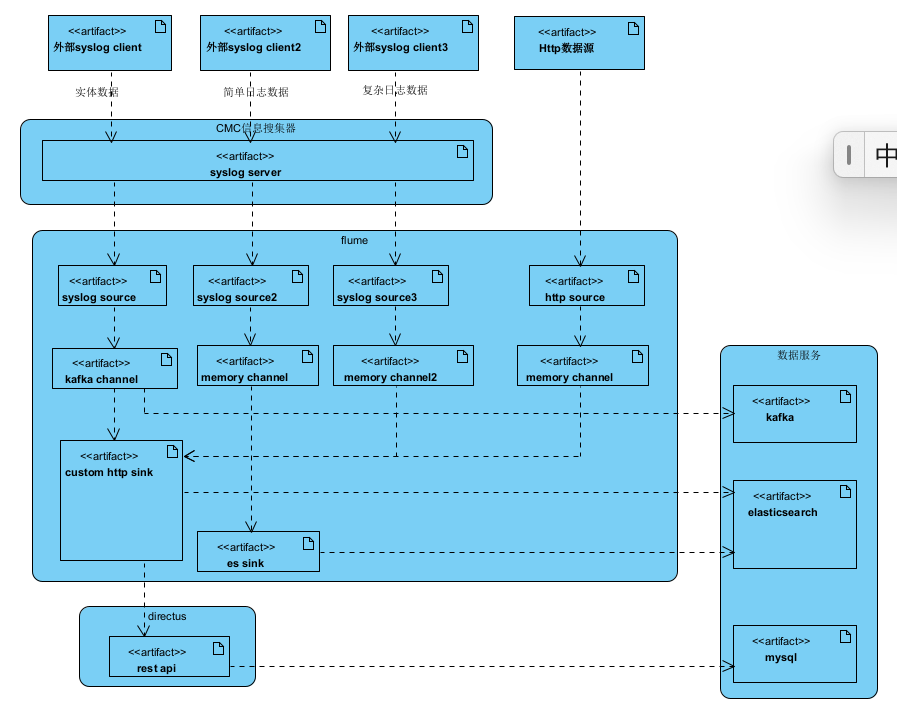 <<artifact>>
外部syslog client
<<artifact>>
外部syslog client2
<<artifact>>
外部syslog client3
<<artifact>>
Http数据源
实体数据
简单日志数据
复杂日志数据
CMC信息搜集器
<<artifact>>
syslog server
中
flume
<<artifact>>
syslog source
<<artifact>>
syslog source2
<<artifact>>
syslog source3
<<artifact>>
http source
<<artifact>>
kafka channel
<<artifact>>
memory channel
<<artifact>>
memory channel2
<<artifact>>
memory channel
数据服务
<<artifact>>
kafka
<<artifact>>
custom http sink
<<artifact>>
elasticsearch
<<artifact>>
es sink
directus
<<artifact>>
rest api
<<artifact>>
mysql